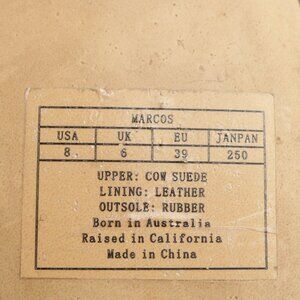 MARCOS
USA UK EU JANPAN
8 6 39 250
UPPER: COW SUEDE
LINING: LEATHER
OUTSOLE: RUBBER
Born in Australia
Raised in California
Made in China